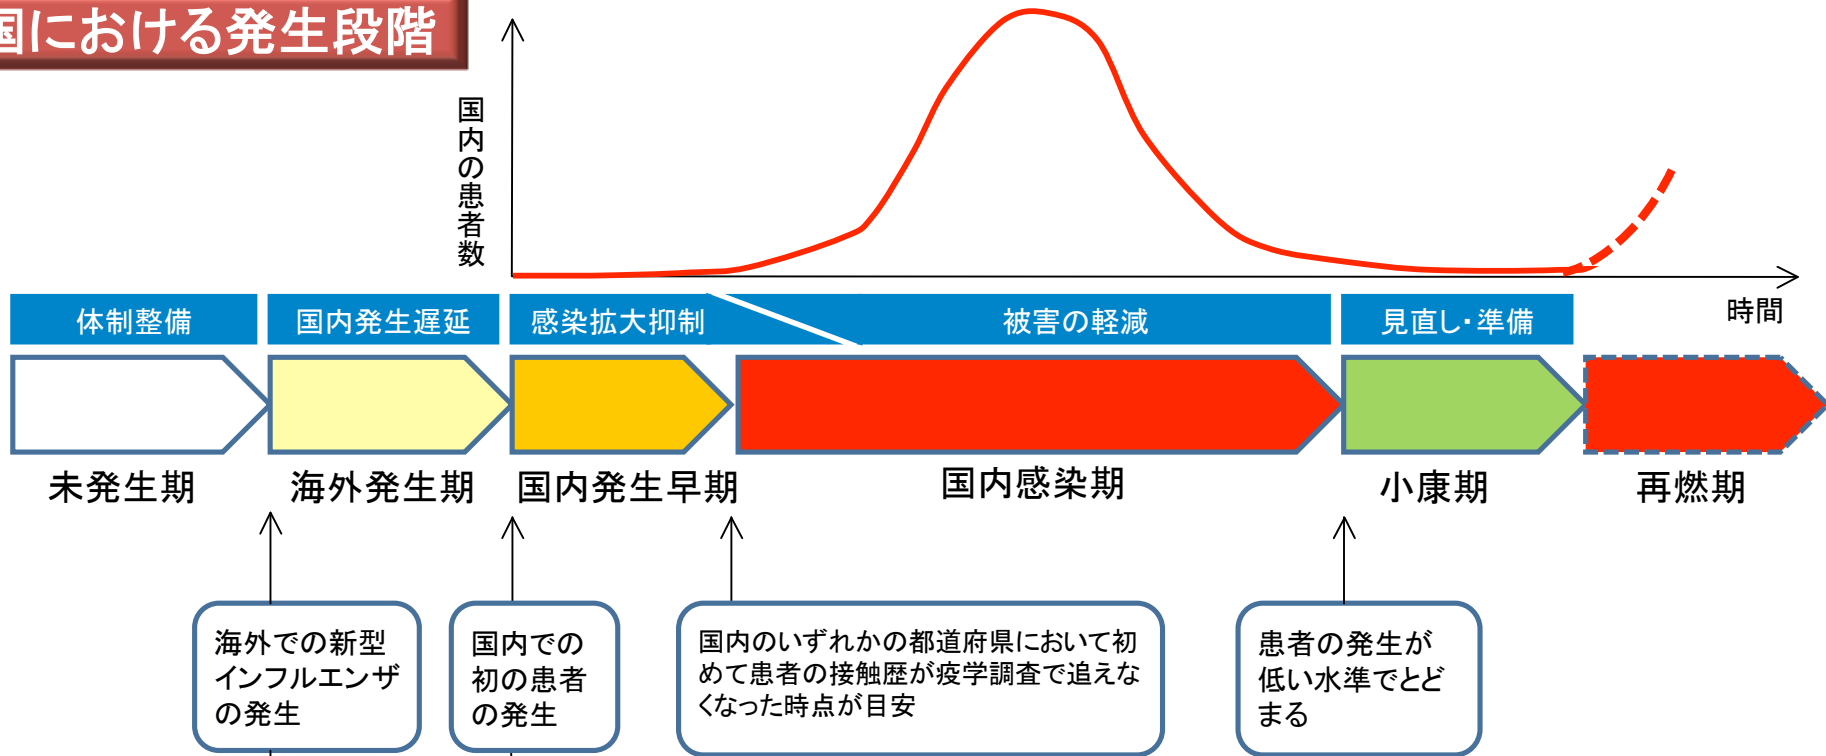 国における発生段階
国内の患者数
時間
体制整備
国内発生遅延
感染拡大抑制
被害の軽減
見直し・準備
未発生期
海外発生期
国内発生早期
国内感染期
小康期
再燃期
海外での新型
インフルエンザ
の発生
国内での
初の患者
の発生
国内のいずれかの都道府県において初
めて患者の接触歴が疫学調査で追えな
くなった時点が目安
患者の発生が
低い水準でとど
まる